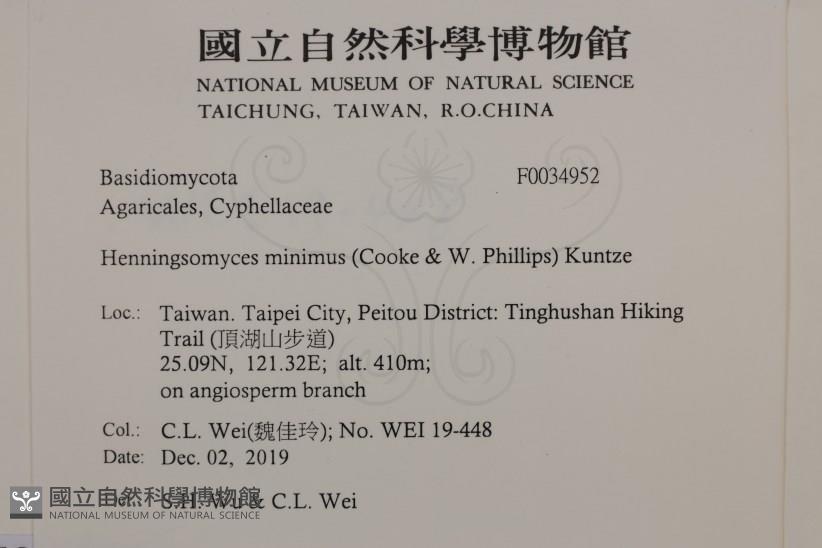 國立自然科學博物館
NATIONAL MUSEUM OF NATURAL SCIENCE
TAICHUNG, TAIWAN, R.O.CHINA
Basidiomycota F0034952
Agaricales, Cyphellaceae
Henningsomyces minimus (Cooke & W. Phillips) Kuntze
Loc.: Taiwan. Taipei City, Peitou District: Tinghushan Hiking
Trail (頂湖山步道)
25.09N, 121.32E; alt. 410m;
on angiosperm branch
Col.: C.L. Wei(魏佳玲); No. WEI 19-448
Date: Dec. 02, 2019
S.H. Wu & C.L. Wei
國立自然科學博物館
NATIONAL MUSEUM OF NATURAL SCIENCE